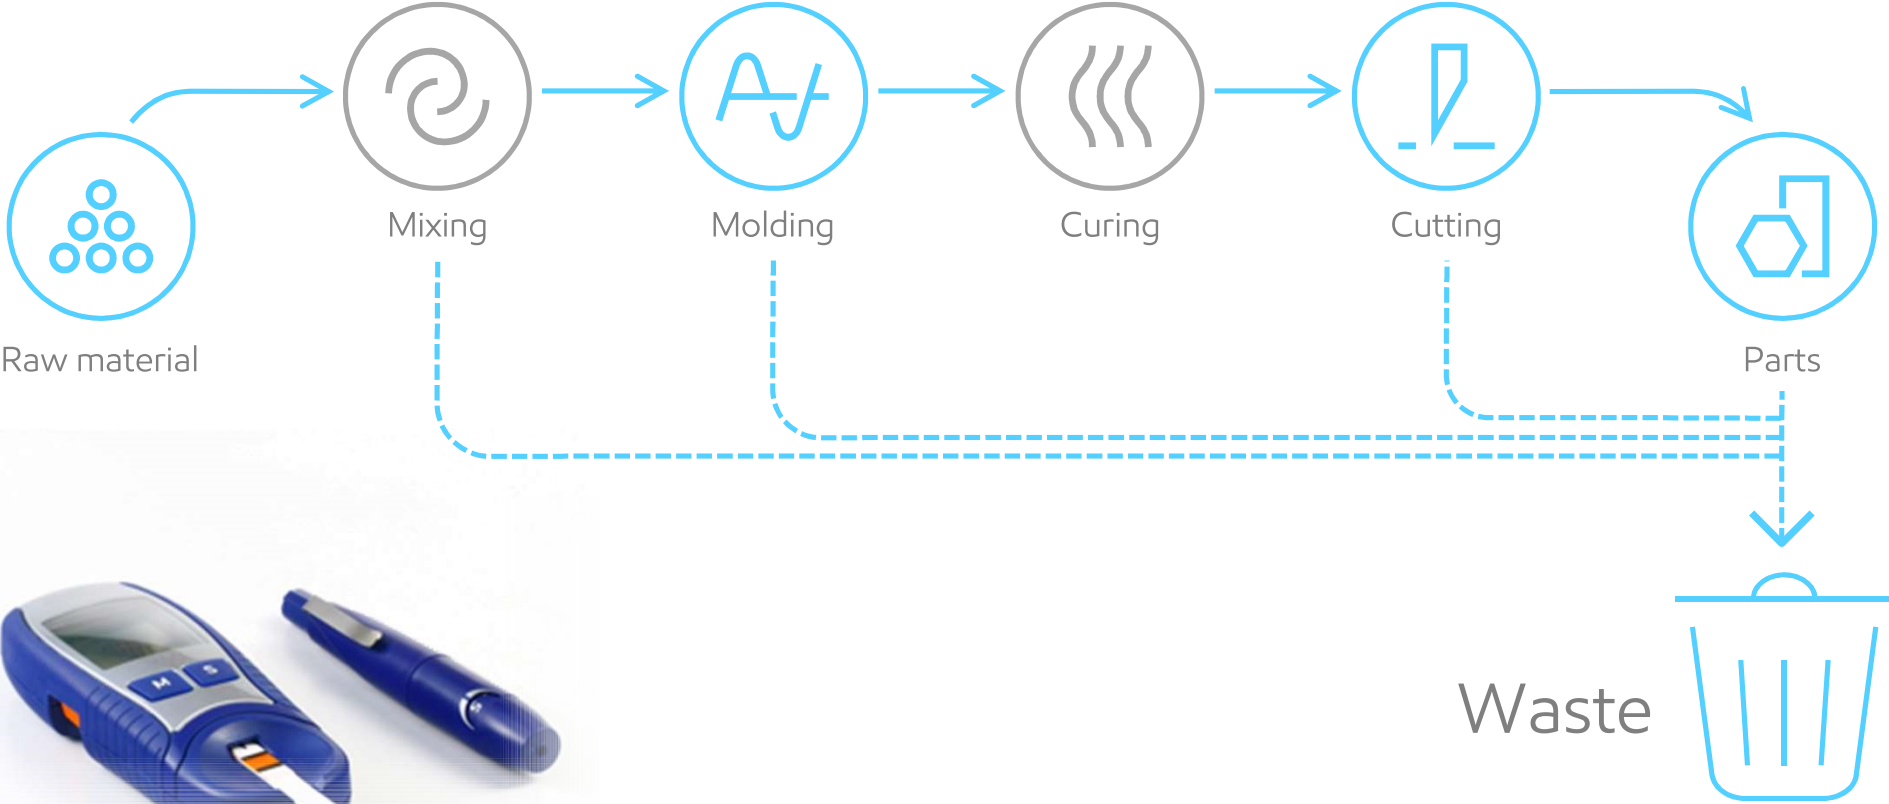 Mixing
Molding
Curing
Cutting
Raw material
Parts
Waste
M
S
S